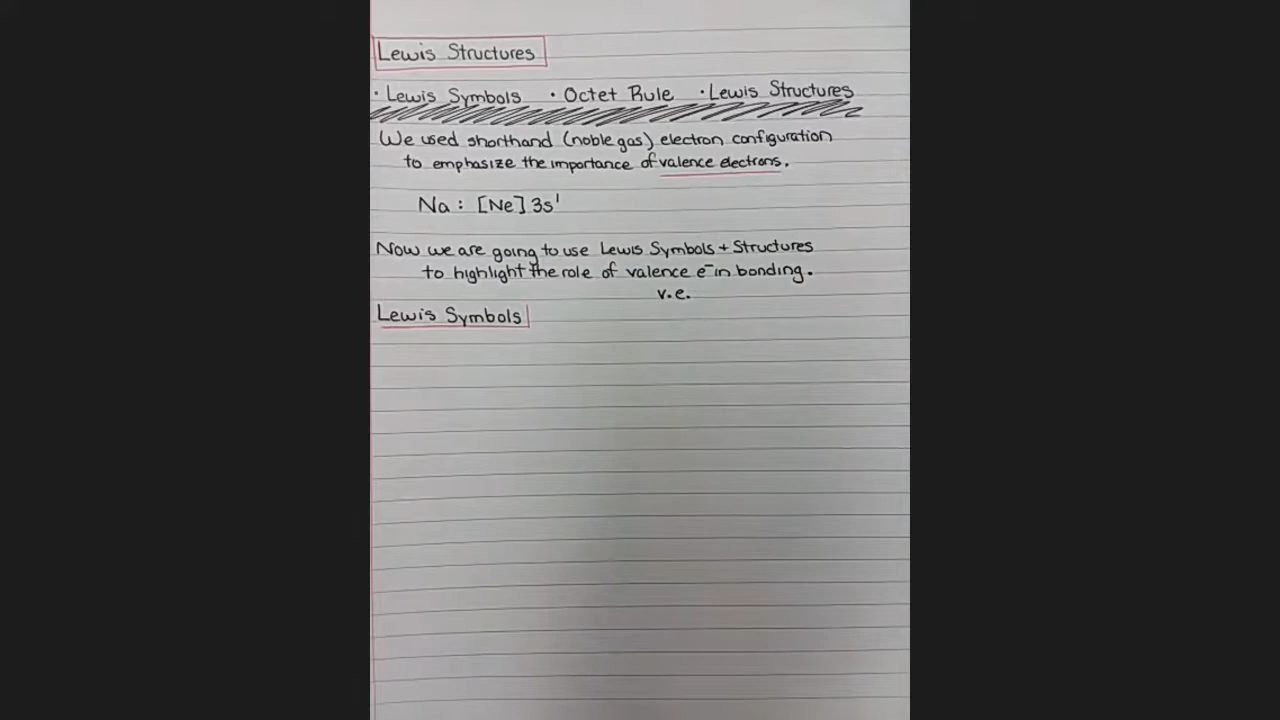 Lewis Structures
· Lewis Symbols · Octet Rule · Lewis Structures
We used shorthand (noble gas) electron configuration
to emphasize the importance of valence electrons.
Na : [Ne] 3s¹
Now we are going to use Lewis Symbols + Structures
to highlight the role of valence e⁻ in bonding.
v.e.
Lewis Symbols